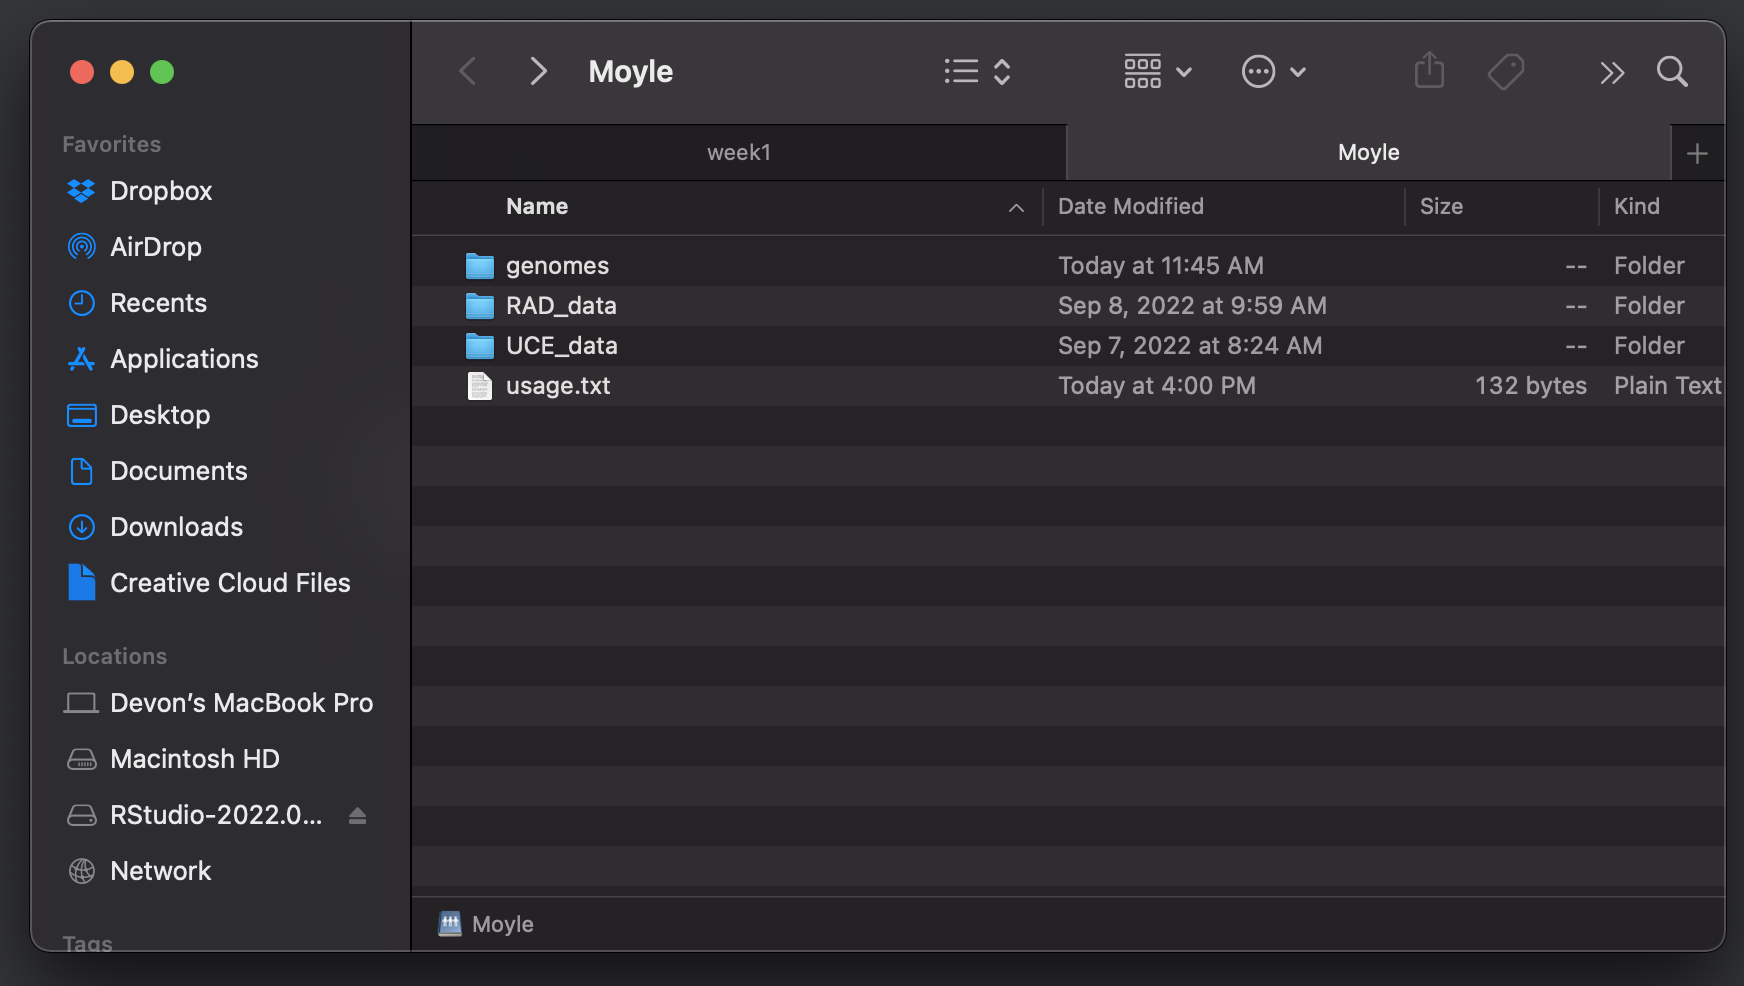 Moyle
Favorites
Dropbox
AirDrop
Recents
Applications
Desktop
Documents
Downloads
Creative Cloud Files
Locations
Devon’s MacBook Pro
Macintosh HD
RStudio-2022.0...
Network
Tags
week1
Moyle
Name Date Modified Size Kind
genomes Today at 11:45 AM -- Folder
RAD_data Sep 8, 2022 at 9:59 AM -- Folder
UCE_data Sep 7, 2022 at 8:24 AM -- Folder
usage.txt Today at 4:00 PM 132 bytes Plain Text
Moyle